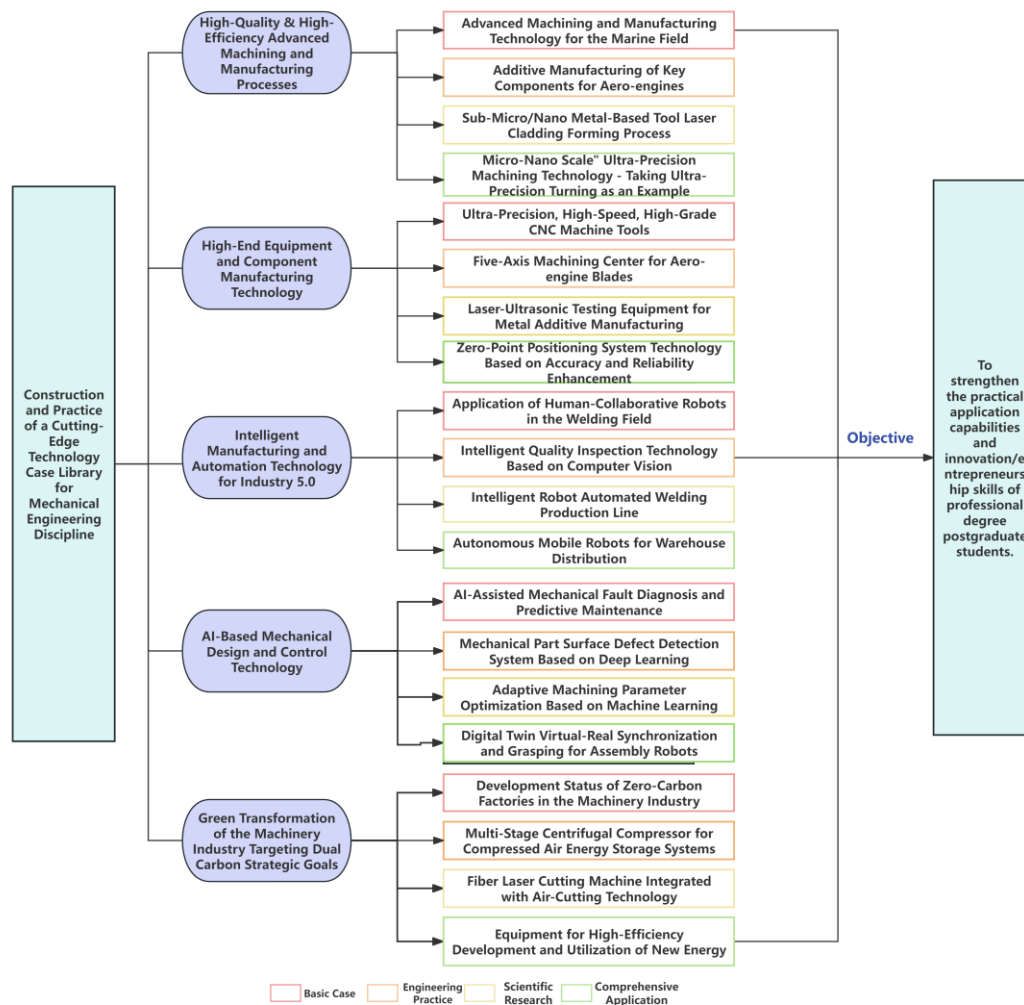 Construction
and Practice
of a Cutting-
Edge
Technology
Case Library
for
Mechanical
Engineering
Discipline
High-Quality & High-
Efficiency Advanced
Machining and
Manufacturing
Processes
Advanced Machining and Manufacturing
Technology for the Marine Field
Additive Manufacturing of Key
Components for Aero-engines
Sub-Micro/Nano Metal-Based Tool Laser
Cladding Forming Process
Micro-Nano Scale" Ultra-Precision
Machining Technology - Taking Ultra-
Precision Turning as an Example
High-End Equipment
and Component
Manufacturing
Technology
Ultra-Precision, High-Speed, High-Grade
CNC Machine Tools
Five-Axis Machining Center for Aero-
engine Blades
Laser-Ultrasonic Testing Equipment for
Metal Additive Manufacturing
Zero-Point Positioning System Technology
Based on Accuracy and Reliability
Enhancement
Intelligent
Manufacturing and
Automation Technology
for Industry 5.0
Application of Human-Collaborative Robots
in the Welding Field
Intelligent Quality Inspection Technology
Based on Computer Vision
Intelligent Robot Automated Welding
Production Line
Autonomous Mobile Robots for Warehouse
Distribution
AI-Based Mechanical
Design and Control
Technology
AI-Assisted Mechanical Fault Diagnosis and
Predictive Maintenance
Mechanical Part Surface Defect Detection
System Based on Deep Learning
Adaptive Machining Parameter
Optimization Based on Machine Learning
Digital Twin Virtual-Real Synchronization
and Grasping for Assembly Robots
Green Transformation
of the Machinery
Industry Targeting Dual
Carbon Strategic Goals
Development Status of Zero-Carbon
Factories in the Machinery Industry
Multi-Stage Centrifugal Compressor for
Compressed Air Energy Storage Systems
Fiber Laser Cutting Machine Integrated
with Air-Cutting Technology
Equipment for High-Efficiency
Development and Utilization of New Energy
Objective
To
strengthen
the practical
application
capabilities
and
innovation/e
ntrepreneurs
hip skills of
professional
degree
postgraduate
students.
Basic Case
Engineering
Practice
Scientific
Research
Comprehensive
Application